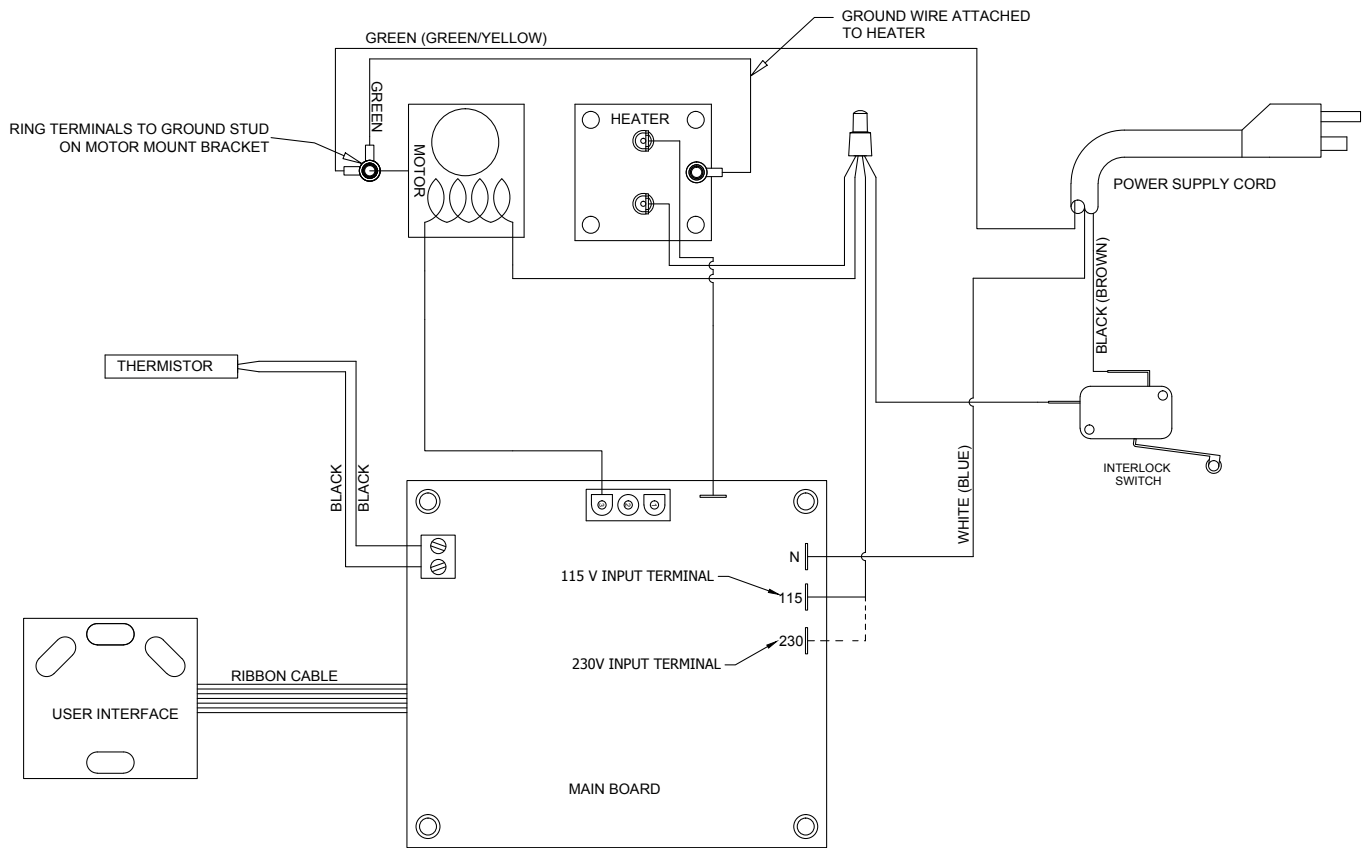 GROUND WIRE ATTACHED
TO HEATER
GREEN (GREEN/YELLOW)
GREEN
RING TERMINALS TO GROUND STUD
ON MOTOR MOUNT BRACKET
MOTOR
HEATER
POWER SUPPLY CORD
BLACK (BROWN)
THERMISTOR
INTERLOCK
SWITCH
WHITE (BLUE)
BLACK
BLACK
N
115 V INPUT TERMINAL
115
230
230V INPUT TERMINAL
RIBBON CABLE
USER INTERFACE
MAIN BOARD